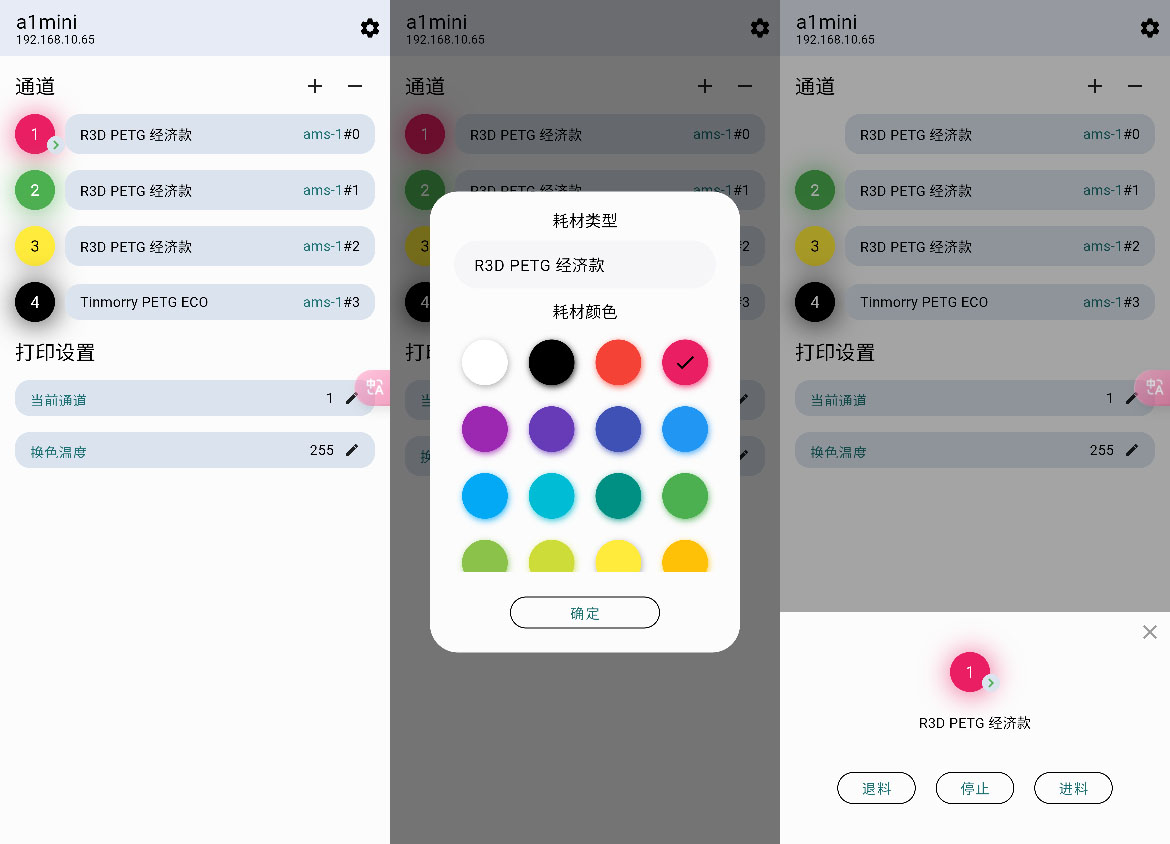 a1mini
192.168.10.65
通道
1
R3D PETG 经济款 ams-1#0
2
R3D PETG 经济款 ams-1#1
3
R3D PETG 经济款 ams-1#2
4
Tinmorry PETG ECO ams-1#3
打印设置
当前通道 1
中A
换色温度 255
a1mini
192.168.10.65
通道
1
R3D PETG 经济款 ams-1#0
2
R3D PETG 经济款 ams-1#1
3
#2
4
#3
耗材类型
R3D PETG 经济款
耗材颜色
确定
a1mini
192.168.10.65
通道
R3D PETG 经济款 ams-1#0
2
R3D PETG 经济款 ams-1#1
3
R3D PETG 经济款 ams-1#2
4
Tinmorry PETG ECO ams-1#3
打印设置
当前通道 1
中A
换色温度 255
1
R3D PETG 经济款
退料 停止 进料